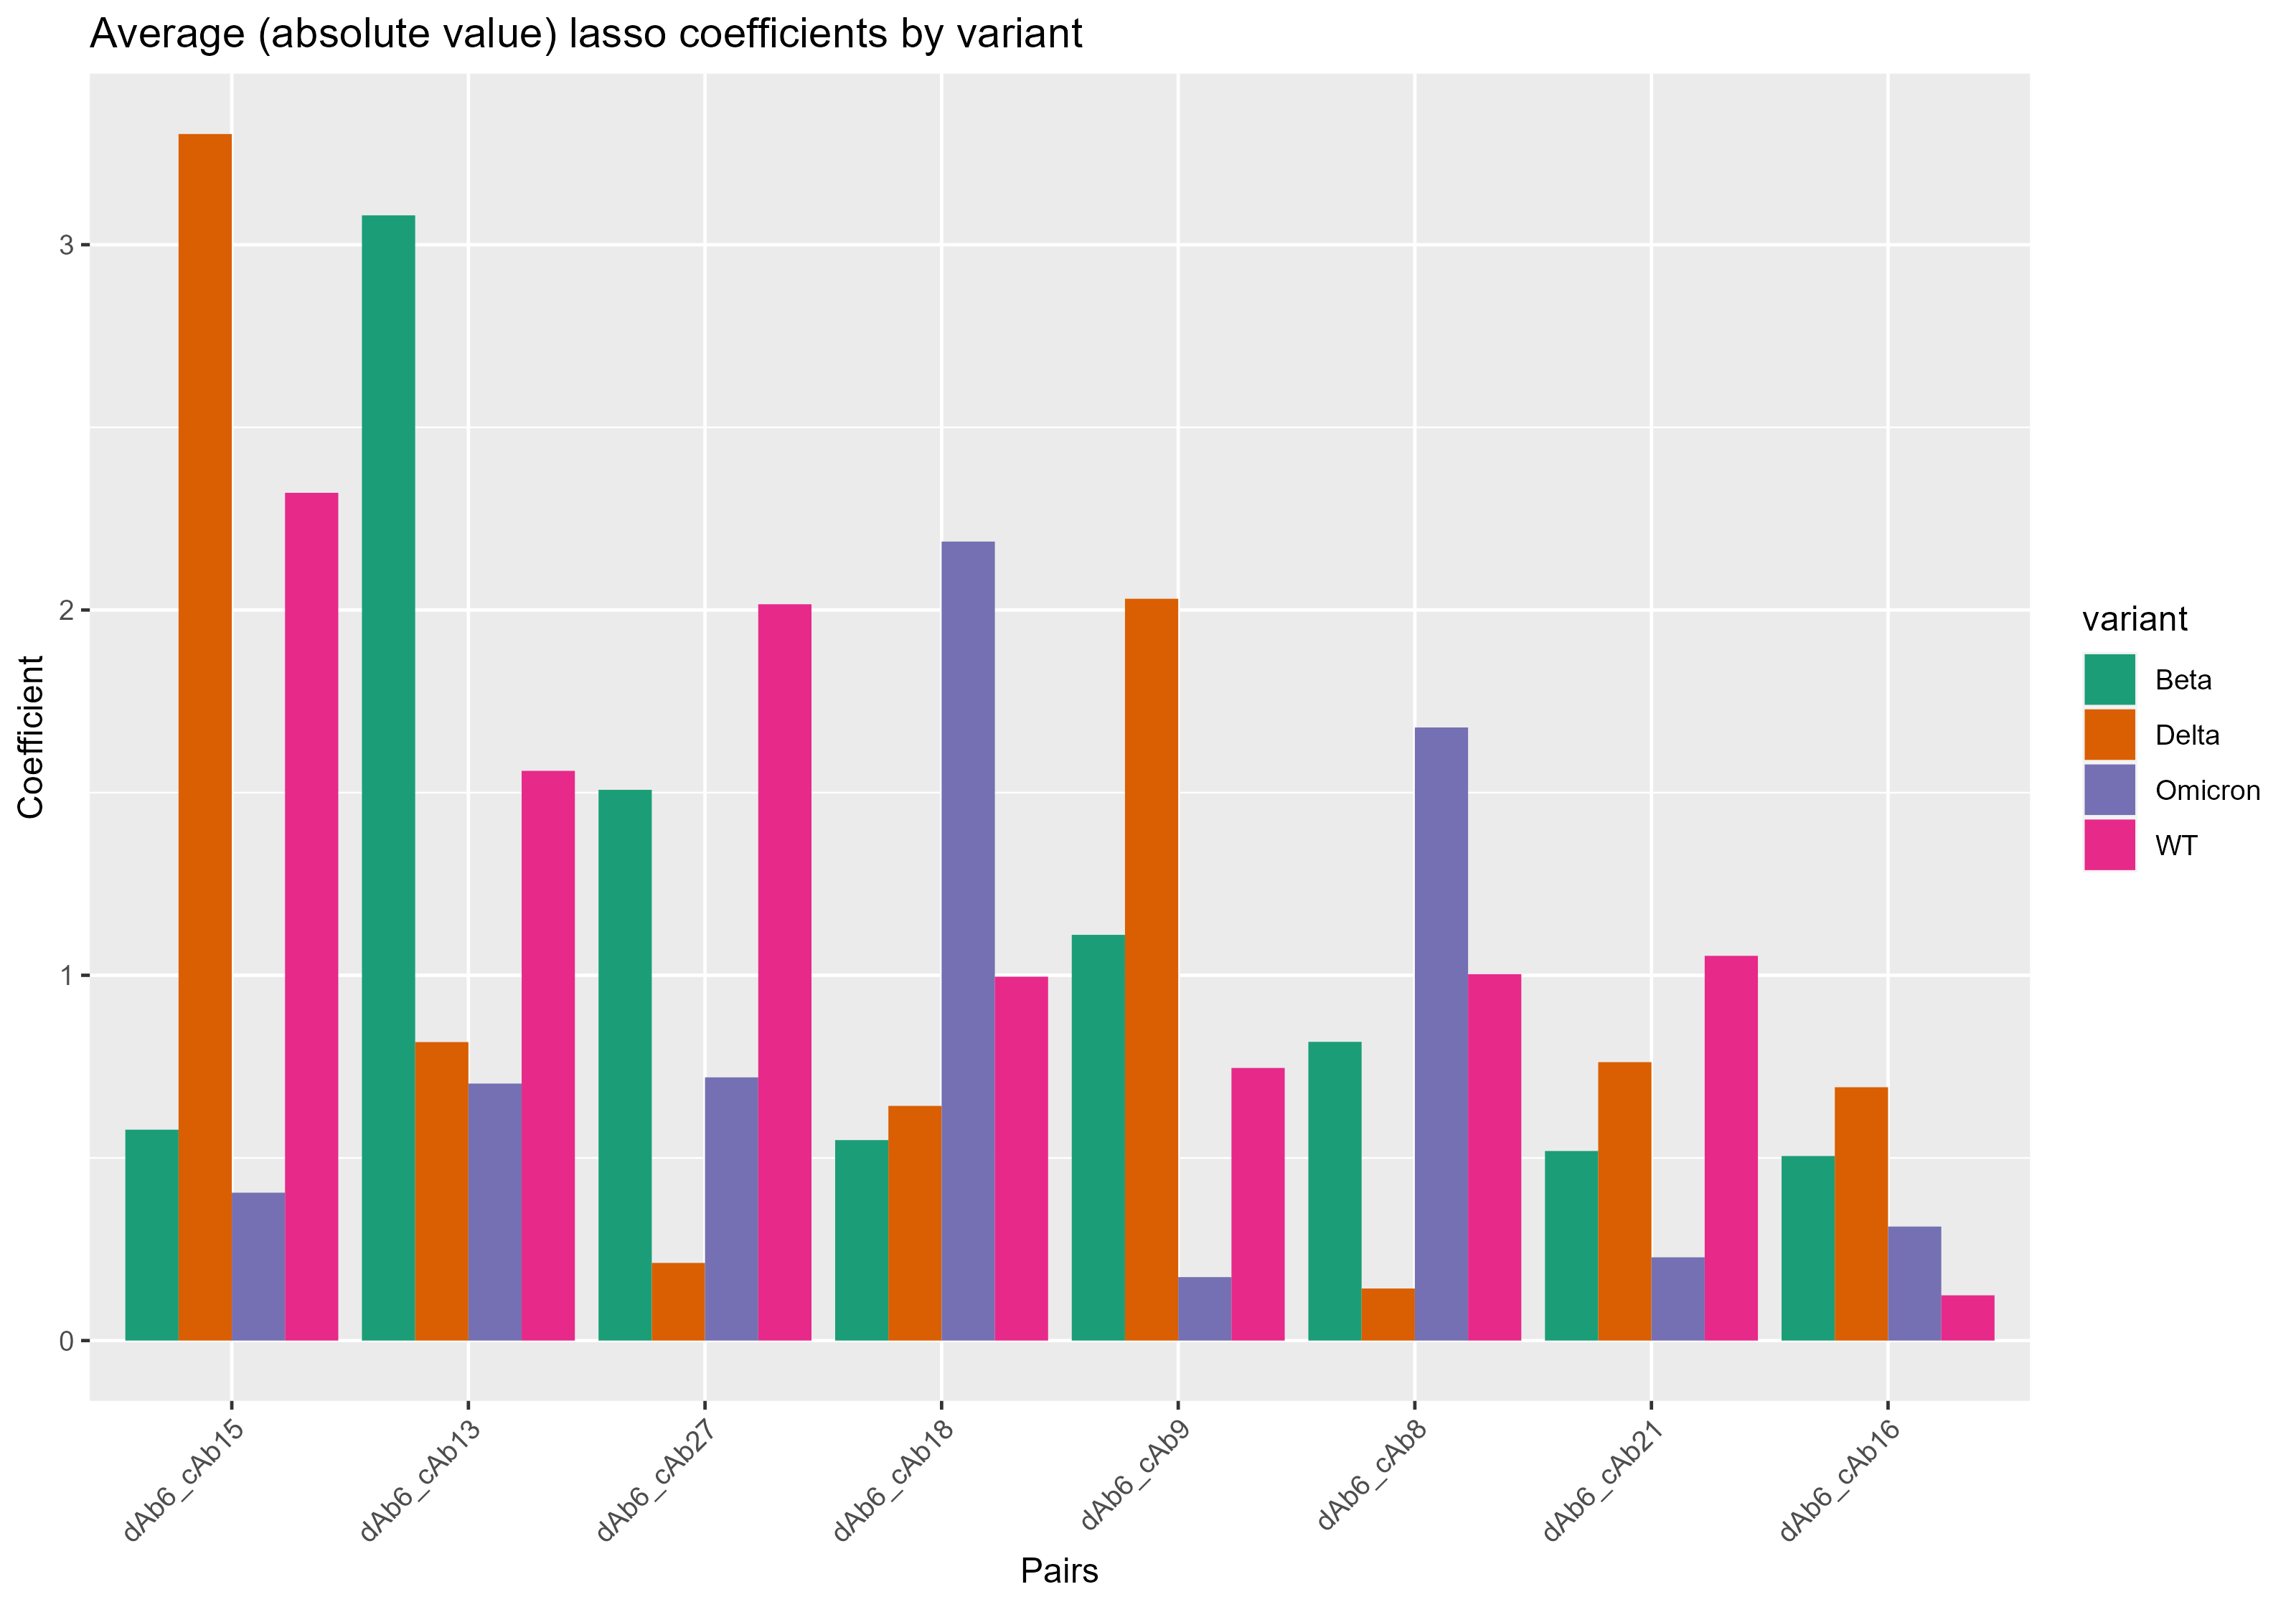 Average (absolute value) lasso coefficients by variant
Coefficient
3
2
1
0
dAb6_cAb15
dAb6_cAb13
dAb6_cAb27
dAb6_cAb18
dAb6_cAb9
dAb6_cAb8
dAb6_cAb21
dAb6_cAb16
Pairs
variant
Beta
Delta
Omicron
WT